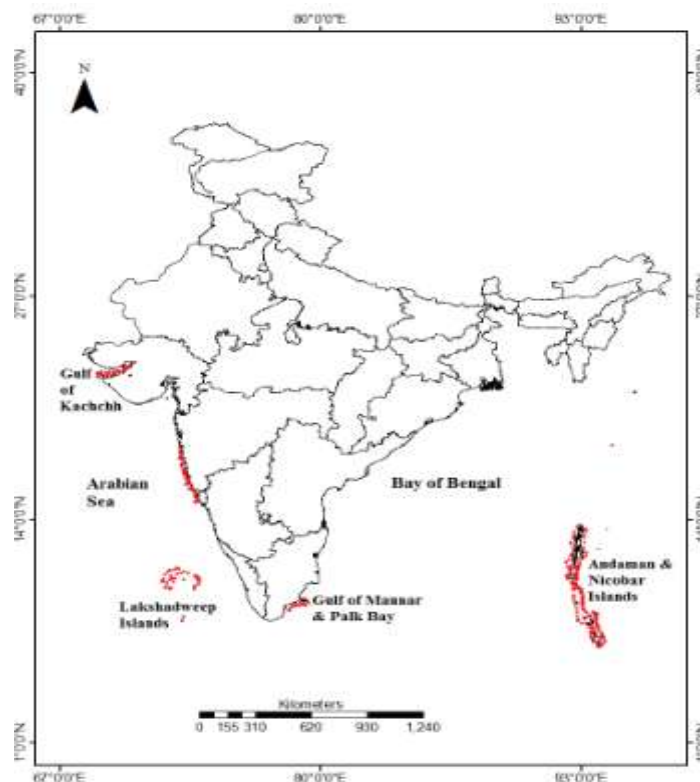 67°0'0"E 80°0'0"E 93°0'0"E
N
40°0'0"N
27°0'0"N
Gulf
of
Kachchh
Arabian
Sea
Bay of Bengal
14°0'0"N
Andaman &
Nicobar
Islands
Lakshadweep
Islands
Gulf of Mannar
& Palk Bay
Kilometers
0 155 310 620 930 1,240
1°0'0"N
67°0'0"E 80°0'0"E 93°0'0"E